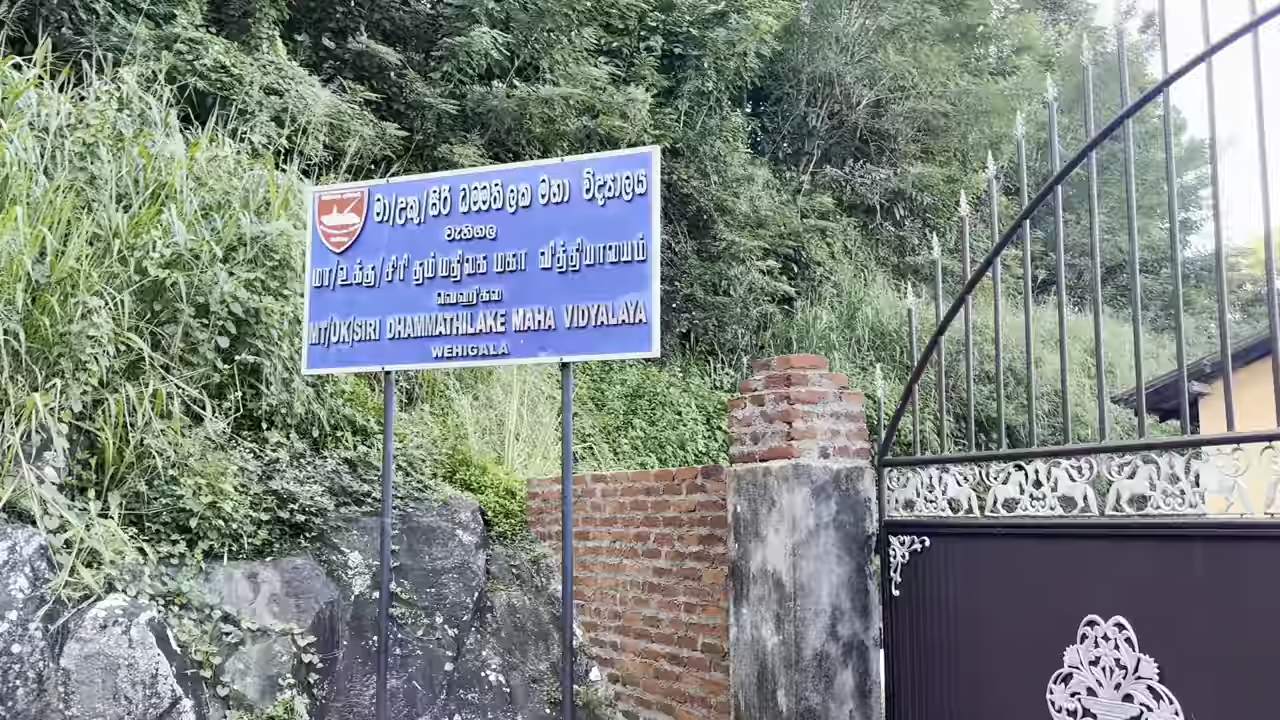 මා/උකු/සිරි ධම්මතිලක මහා විද්‍යාලය
වැහිගල
மா/உக்கு/சிரி தம்மதிலக மகா வித்தியாலயம்
வெஹிகல
MT/UK/SIRI DHAMMATHILAKE MAHA VIDYALAYA
WEHIGALA